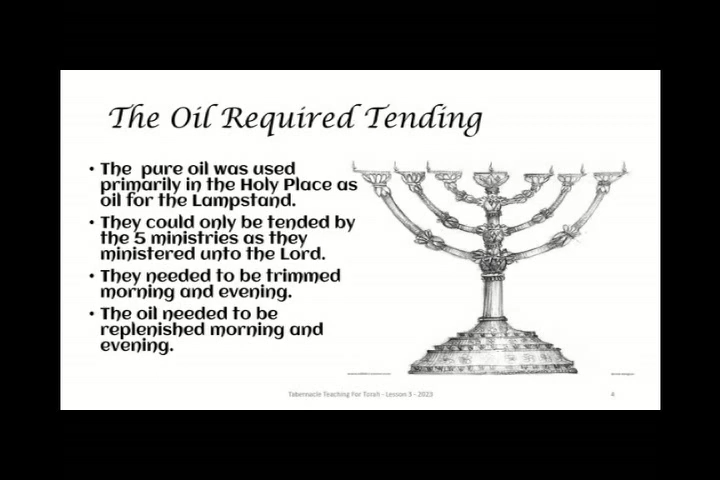 The Oil Required Tending
• The pure oil was used
primarily in the Holy Place as
oil for the Lampstand.
• They could only be tended by
the 5 ministries as they
ministered unto the Lord.
• They needed to be trimmed
morning and evening.
• The oil needed to be
replenished morning and
evening.
Tabernacle Teaching For Torah - Lesson 3 - 2023
4